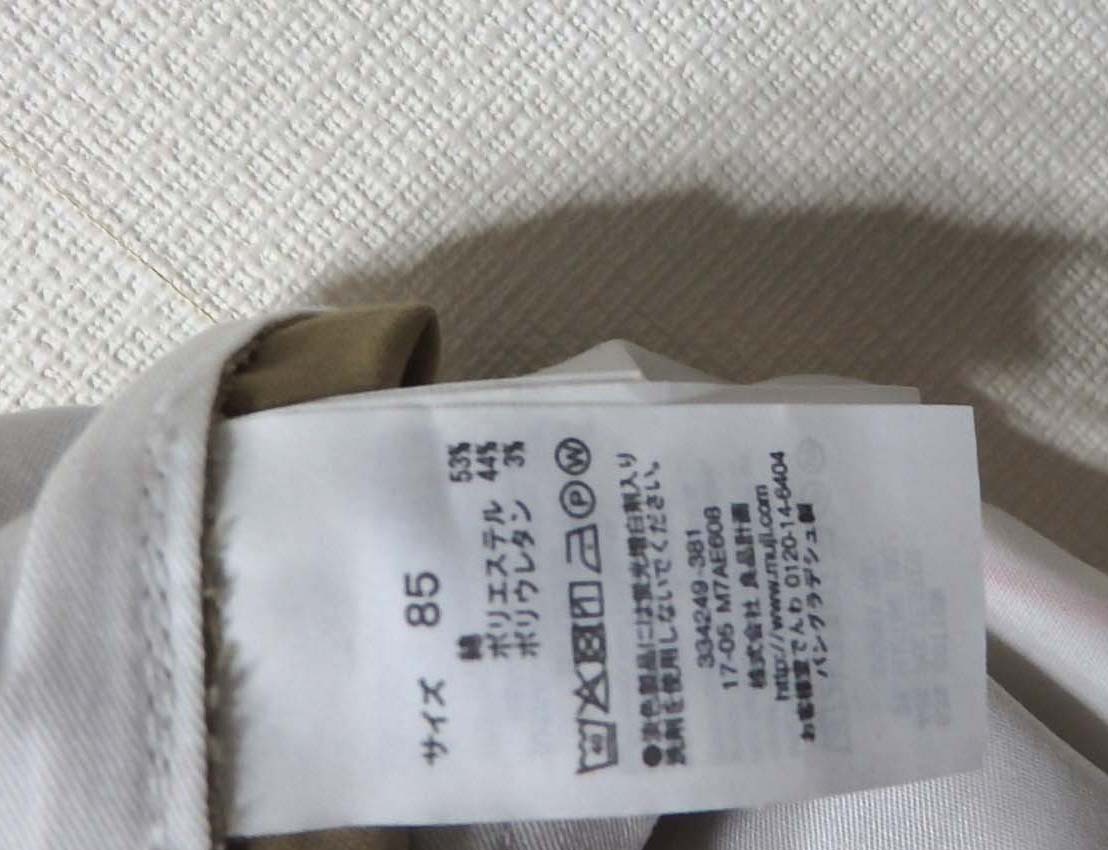 サイズ 85
綿 53%
ポリエステル 44%
ポリウレタン 3%
40 P W
●淡色製品には蛍光増白剤入り
洗剤を使用しないでください。
334249-381
17-05 M7AE608
株式会社 良品計画
http://www.muji.com
お客様室でんわ 0120-14-6404
バングラデシュ製